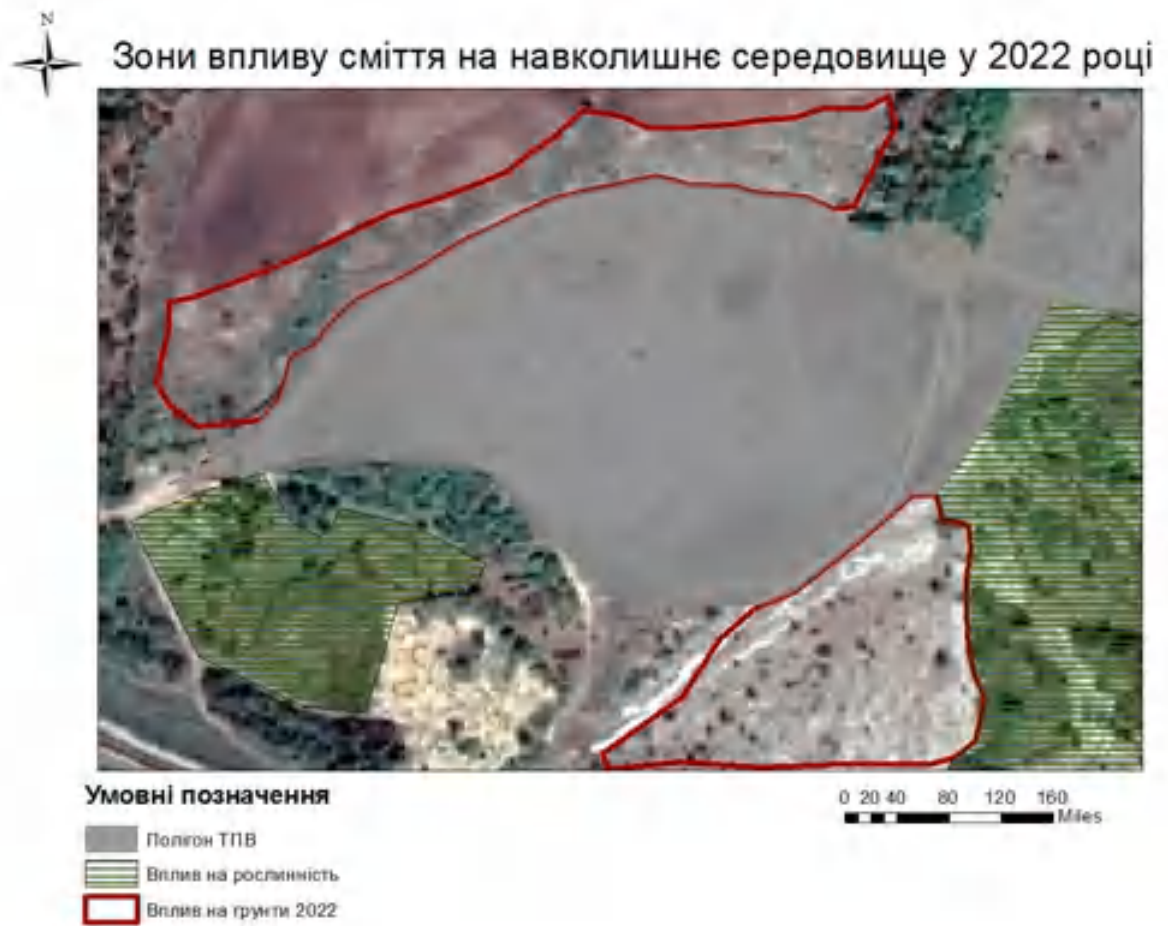 N
Зони впливу сміття на навколишнє середовище у 2022 році
Умовні позначення
0 20 40 80 120 160
Miles
Полігон ТПВ
Вплив на рослинність
Вплив на ґрунти 2022